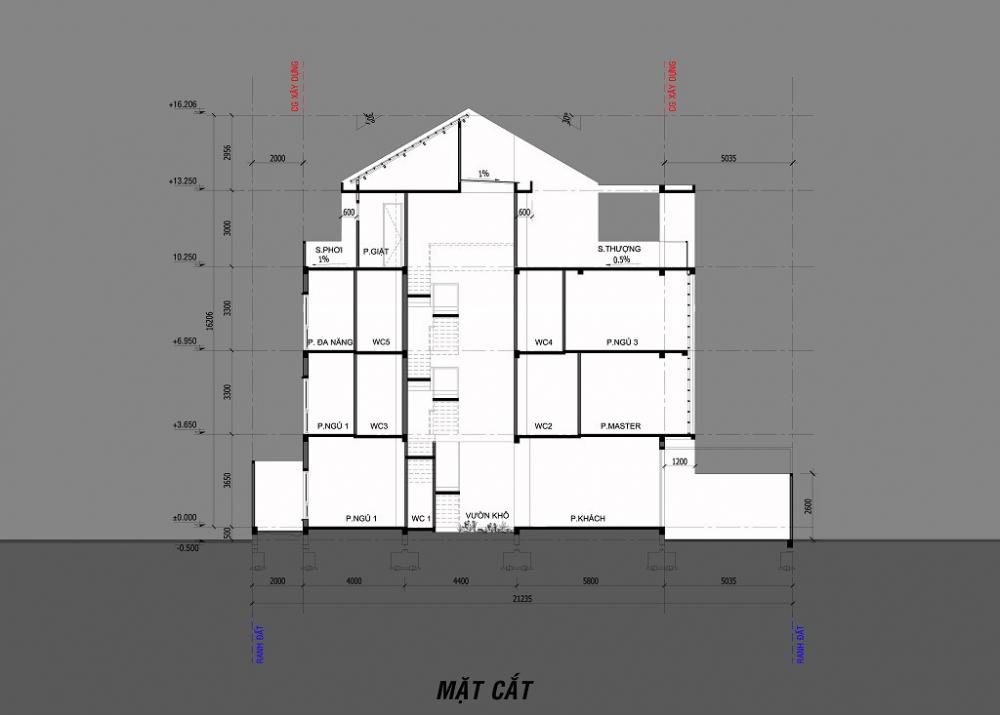 CG XÂY DỰNG
CG XÂY DỰNG
+16.206
30%
30%
2956
2000
5035
+13.250
1%
600
600
3000
S.PHƠI
1%
P.GIẶT
S.THƯỢNG
0.5%
10.250
3300
16206
+6.950
P. ĐA NĂNG
WC5
WC4
P.NGỦ 3
3300
+3.650
P.NGỦ 1
WC3
WC2
P.MASTER
1200
3650
2600
±0.000
P.NGỦ 1
WC 1
VƯỜN KHÔ
P.KHÁCH
500
-0.500
2000
4000
4400
5800
5035
21235
RANH ĐẤT
RANH ĐẤT
MẶT CẮT